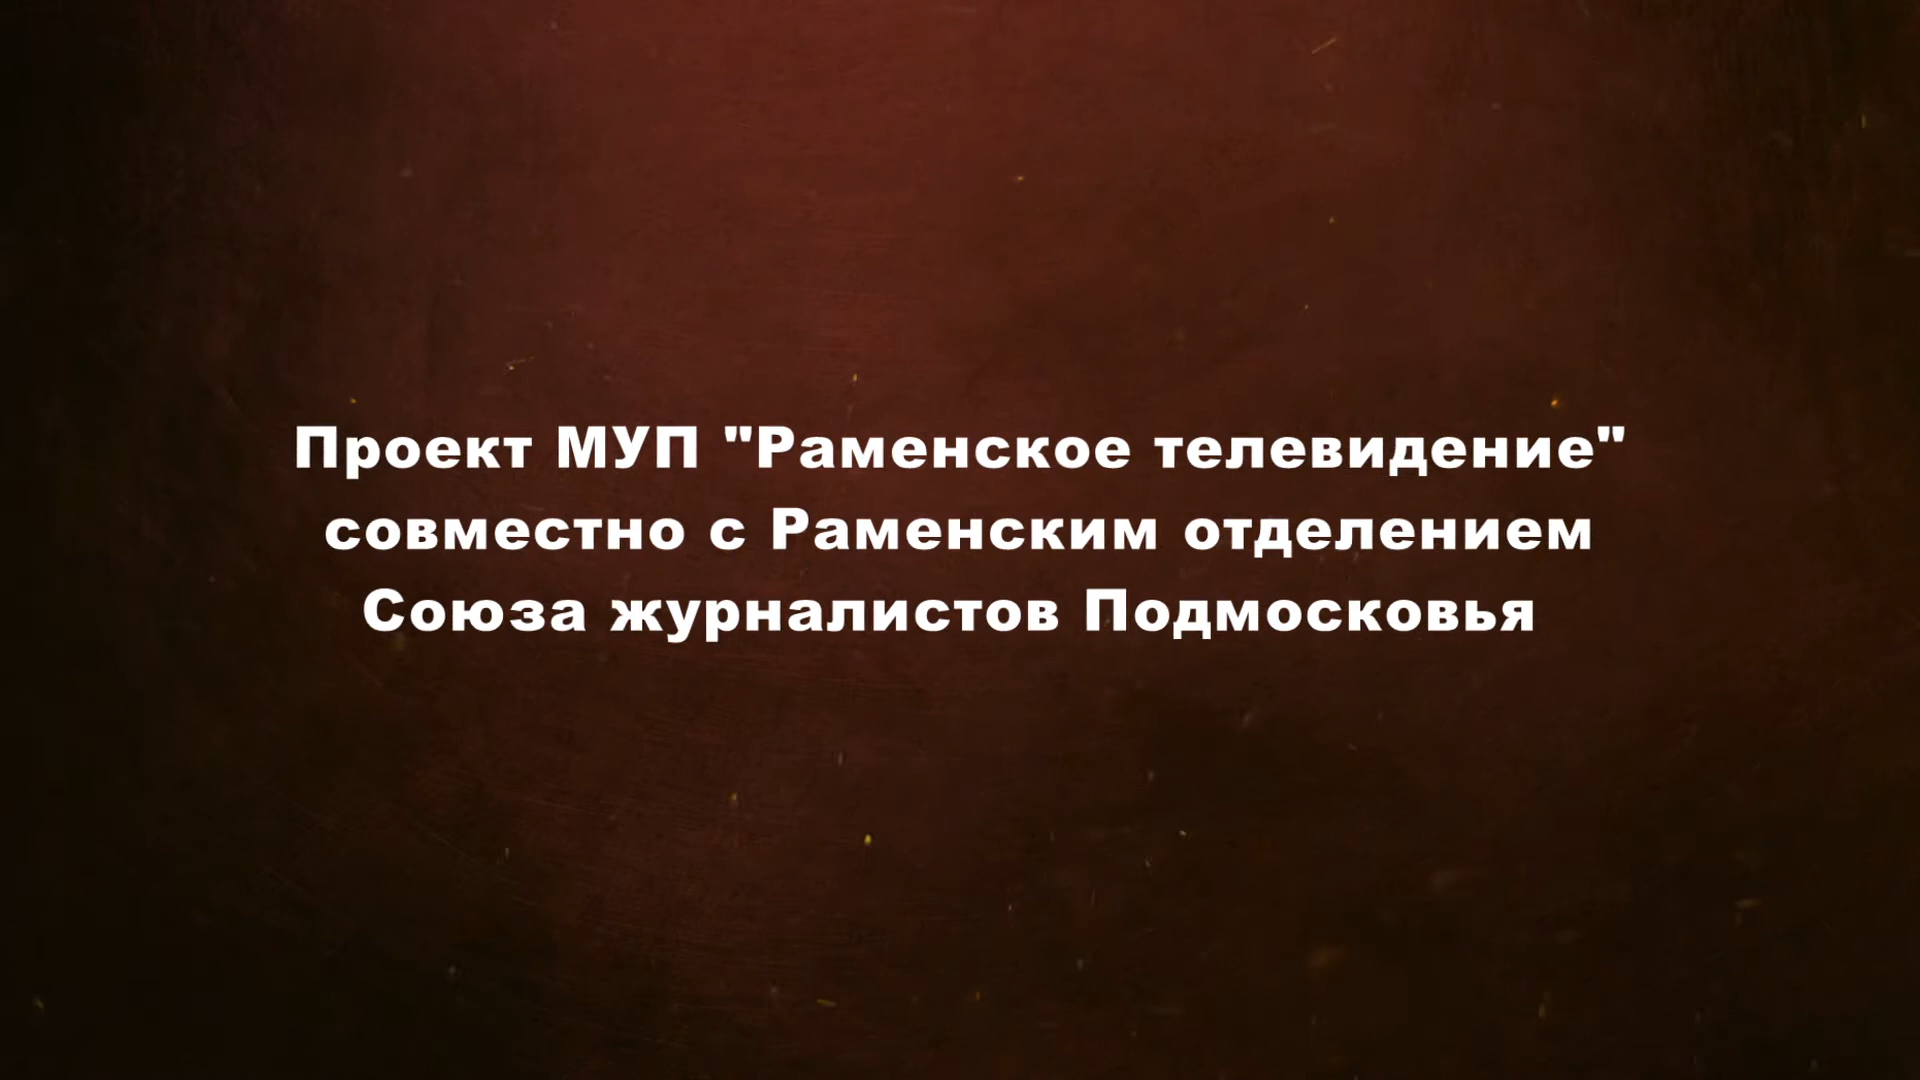 Проект МУП "Раменское телевидение"
совместно с Раменским отделением
Союза журналистов Подмосковья